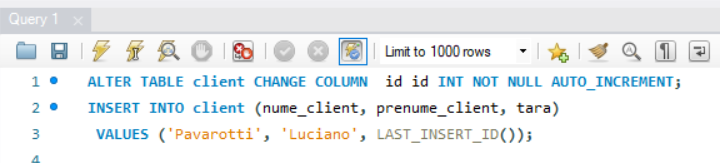 Query 1
Limit to 1000 rows
1 ALTER TABLE client CHANGE COLUMN  id id INT NOT NULL AUTO_INCREMENT;
2 INSERT INTO client (nume_client, prenume_client, tara)
3 VALUES ('Pavarotti', 'Luciano', LAST_INSERT_ID());
4